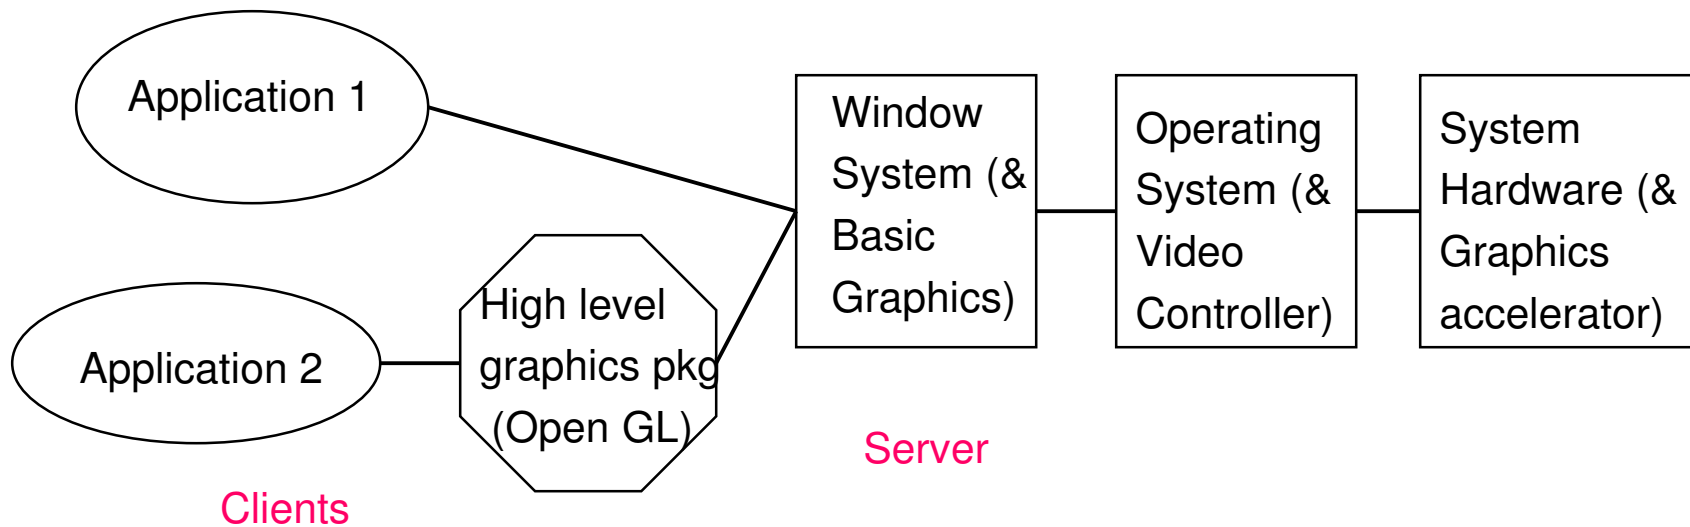 Application 1
Application 2
High level
graphics pkg
(Open GL)
Clients
Window
System (&
Basic
Graphics)
Server
Operating
System (&
Video
Controller)
System
Hardware (&
Graphics
accelerator)